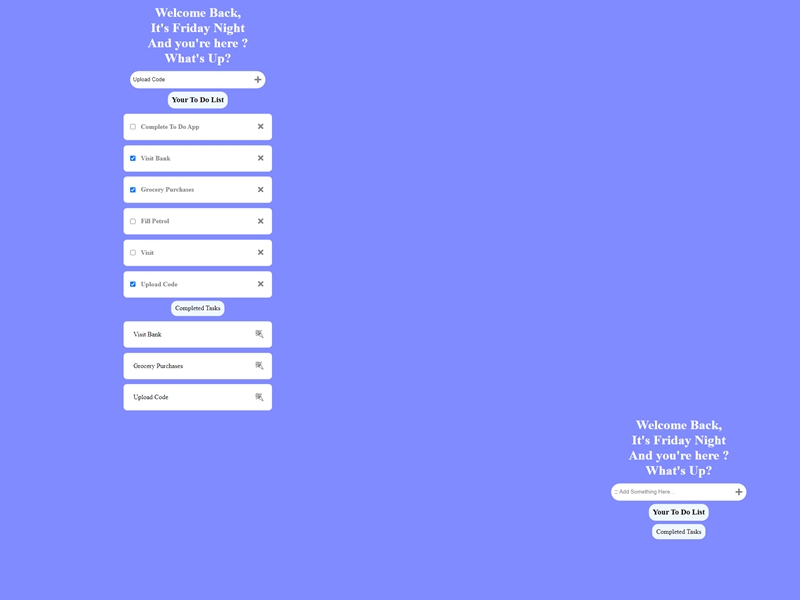 Welcome Back,
It's Friday Night
And you're here ?
What's Up?
Upload Code
Your To Do List
Complete To Do App
Visit Bank
Grocery Purchases
Fill Petrol
Visit
Upload Code
Completed Tasks
Visit Bank
Grocery Purchases
Upload Code
Welcome Back,
It's Friday Night
And you're here ?
What's Up?
:: Add Something Here...
Your To Do List
Completed Tasks